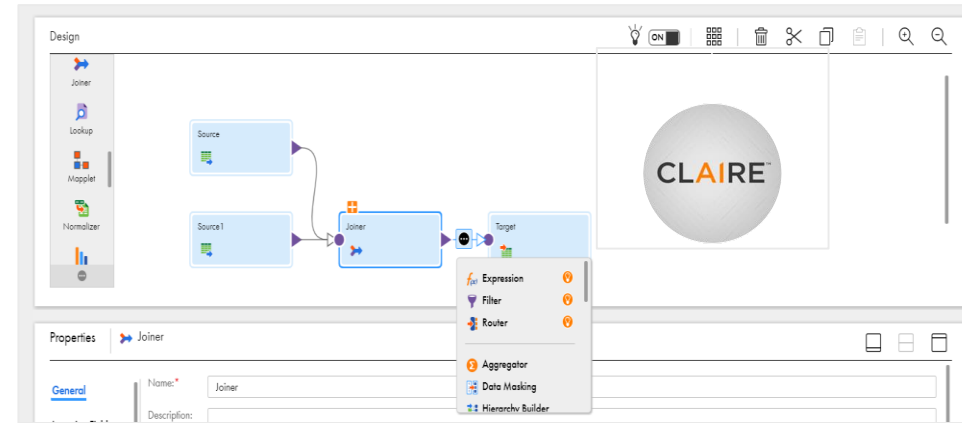 Design
ON
Joiner
Lookup
Mapplet
Normalizer
Source
Source1
Joiner
Target
CLAIRE™
f(x) Expression
Filter
Router
Σ Aggregator
Data Masking
Hierarchy Builder
Properties
Joiner
General
Name:*
Joiner
Description: